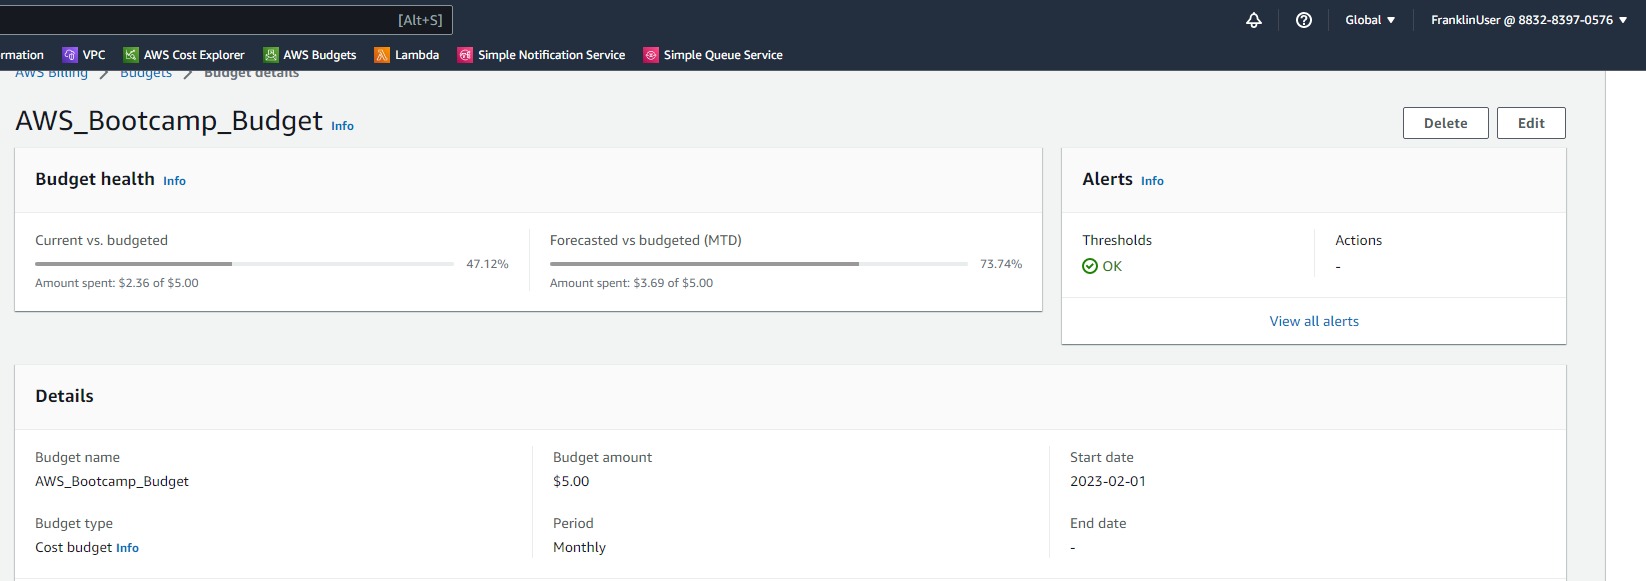 [Alt+S]
Global ▼
FranklinUser @ 8832-8397-0576 ▼
rmation
VPC
AWS Cost Explorer
AWS Budgets
Lambda
Simple Notification Service
Simple Queue Service
AWS Billing > Budgets > Budget details
AWS_Bootcamp_Budget Info
Delete
Edit
Budget health Info
Current vs. budgeted
47.12%
Amount spent: $2.36 of $5.00
Forecasted vs budgeted (MTD)
73.74%
Amount spent: $3.69 of $5.00
Alerts Info
Thresholds
OK
Actions
-
View all alerts
Details
Budget name
AWS_Bootcamp_Budget
Budget type
Cost budget Info
Budget amount
$5.00
Period
Monthly
Start date
2023-02-01
End date
-